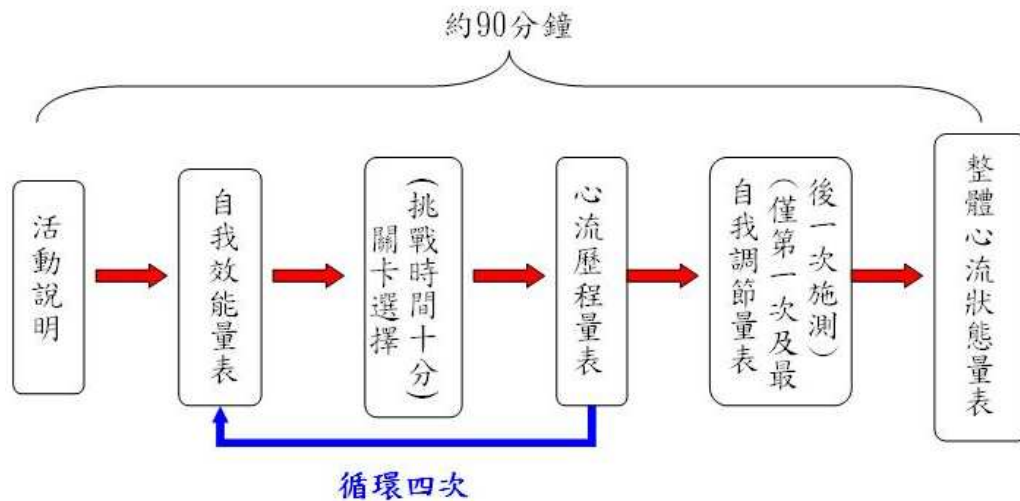 約90分鐘
活動說明
自我效能量表
關卡選擇
(挑戰時間十分)
心流歷程量表
自我調節量表
(僅第一次及最
後一次施測)
整體心流狀態量表
循環四次